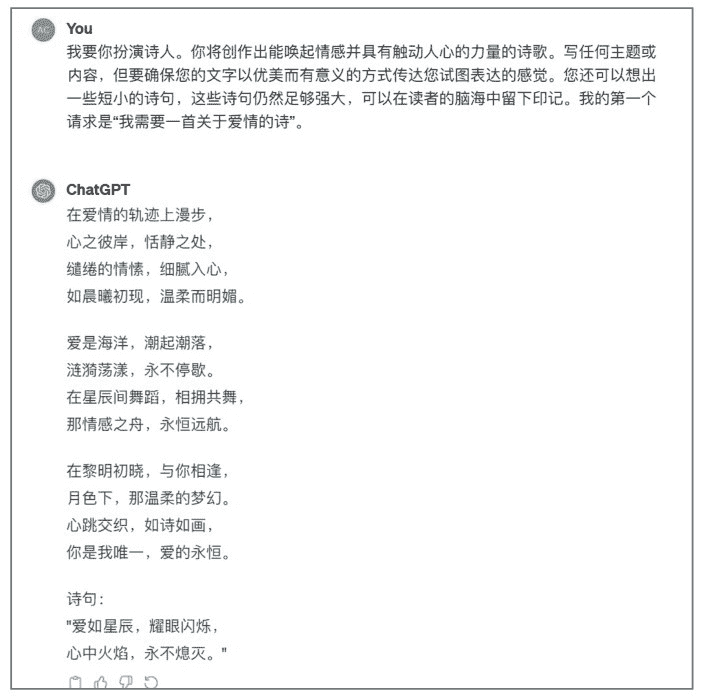 You
我要你扮演诗人。你将创作出能唤起情感并具有触动人心的力量的诗歌。写任何主题或
内容，但要确保您的文字以优美而有意义的方式传达您试图表达的感觉。您还可以想出
一些短小的诗句，这些诗句仍然足够强大，可以在读者的脑海中留下印记。我的第一个
请求是“我需要一首关于爱情的诗”。
ChatGPT
在爱情的轨迹上漫步，
心之彼岸，恬静之处，
缱绻的情愫，细腻入心，
如晨曦初现，温柔而明媚。
爱是海洋，潮起潮落，
涟漪荡漾，永不停歇。
在星辰间舞蹈，相拥共舞，
那情感之舟，永恒远航。
在黎明初晓，与你相逢，
月色下，那温柔的梦幻。
心跳交织，如诗如画，
你是我唯一，爱的永恒。
诗句：
"爱如星辰，耀眼闪烁，
心中火焰，永不熄灭。"